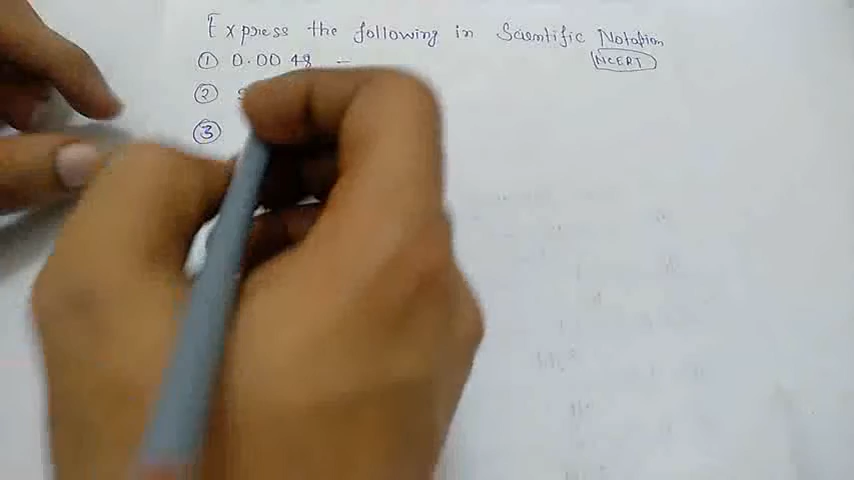 Express the following in Scientific Notation
① 0.0048 = NCERT
②
③